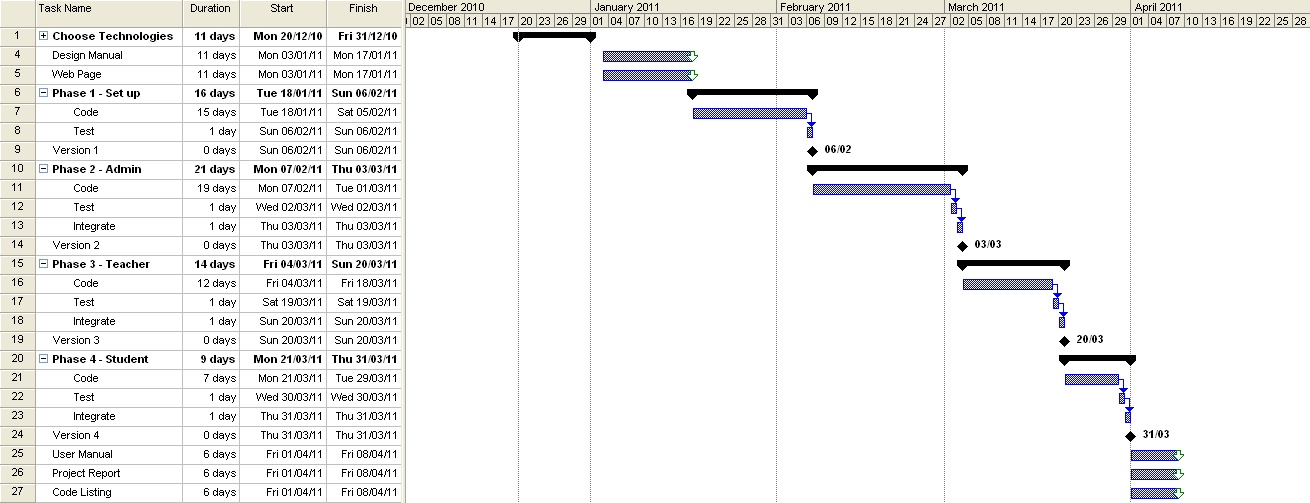 Task Name Duration Start Finish December 2010 January 2011 February 2011 March 2011 April 2011
02 05 08 11 14 17 20 23 26 29 01 04 07 10 13 16 19 22 25 28 31 03 06 09 12 15 18 21 24 27 02 05 08 11 14 17 20 23 26 29 01 04 07 10 13 16 19 22 25 28
1 Choose Technologies 11 days Mon 20/12/10 Fri 31/12/10
4 Design Manual 11 days Mon 03/01/11 Mon 17/01/11
5 Web Page 11 days Mon 03/01/11 Mon 17/01/11
6 Phase 1 - Set up 16 days Tue 18/01/11 Sun 06/02/11
7 Code 15 days Tue 18/01/11 Sat 05/02/11
8 Test 1 day Sun 06/02/11 Sun 06/02/11
9 Version 1 0 days Sun 06/02/11 Sun 06/02/11 06/02
10 Phase 2 - Admin 21 days Mon 07/02/11 Thu 03/03/11
11 Code 19 days Mon 07/02/11 Tue 01/03/11
12 Test 1 day Wed 02/03/11 Wed 02/03/11
13 Integrate 1 day Thu 03/03/11 Thu 03/03/11
14 Version 2 0 days Thu 03/03/11 Thu 03/03/11 03/03
15 Phase 3 - Teacher 14 days Fri 04/03/11 Sun 20/03/11
16 Code 12 days Fri 04/03/11 Fri 18/03/11
17 Test 1 day Sat 19/03/11 Sat 19/03/11
18 Integrate 1 day Sun 20/03/11 Sun 20/03/11
19 Version 3 0 days Sun 20/03/11 Sun 20/03/11 20/03
20 Phase 4 - Student 9 days Mon 21/03/11 Thu 31/03/11
21 Code 7 days Mon 21/03/11 Tue 29/03/11
22 Test 1 day Wed 30/03/11 Wed 30/03/11
23 Integrate 1 day Thu 31/03/11 Thu 31/03/11
24 Version 4 0 days Thu 31/03/11 Thu 31/03/11 31/03
25 User Manual 6 days Fri 01/04/11 Fri 08/04/11
26 Project Report 6 days Fri 01/04/11 Fri 08/04/11
27 Code Listing 6 days Fri 01/04/11 Fri 08/04/11